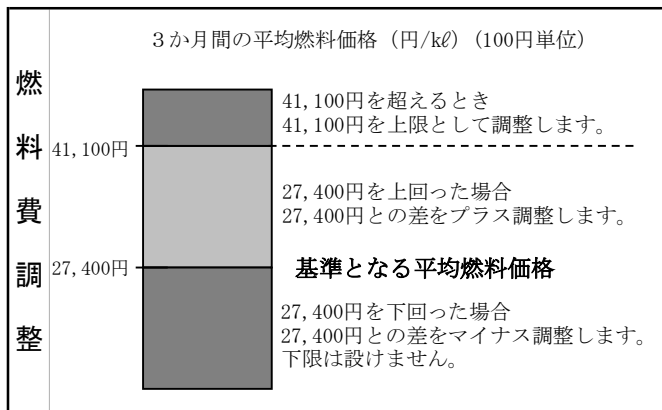 ３か月間の平均燃料価格（円/kℓ）（100円単位）
燃料費調整
41,100円を超えるとき
41,100円を上限として調整します。
41,100円
27,400円を上回った場合
27,400円との差をプラス調整します。
27,400円
基準となる平均燃料価格
27,400円を下回った場合
27,400円との差をマイナス調整します。
下限は設けません。